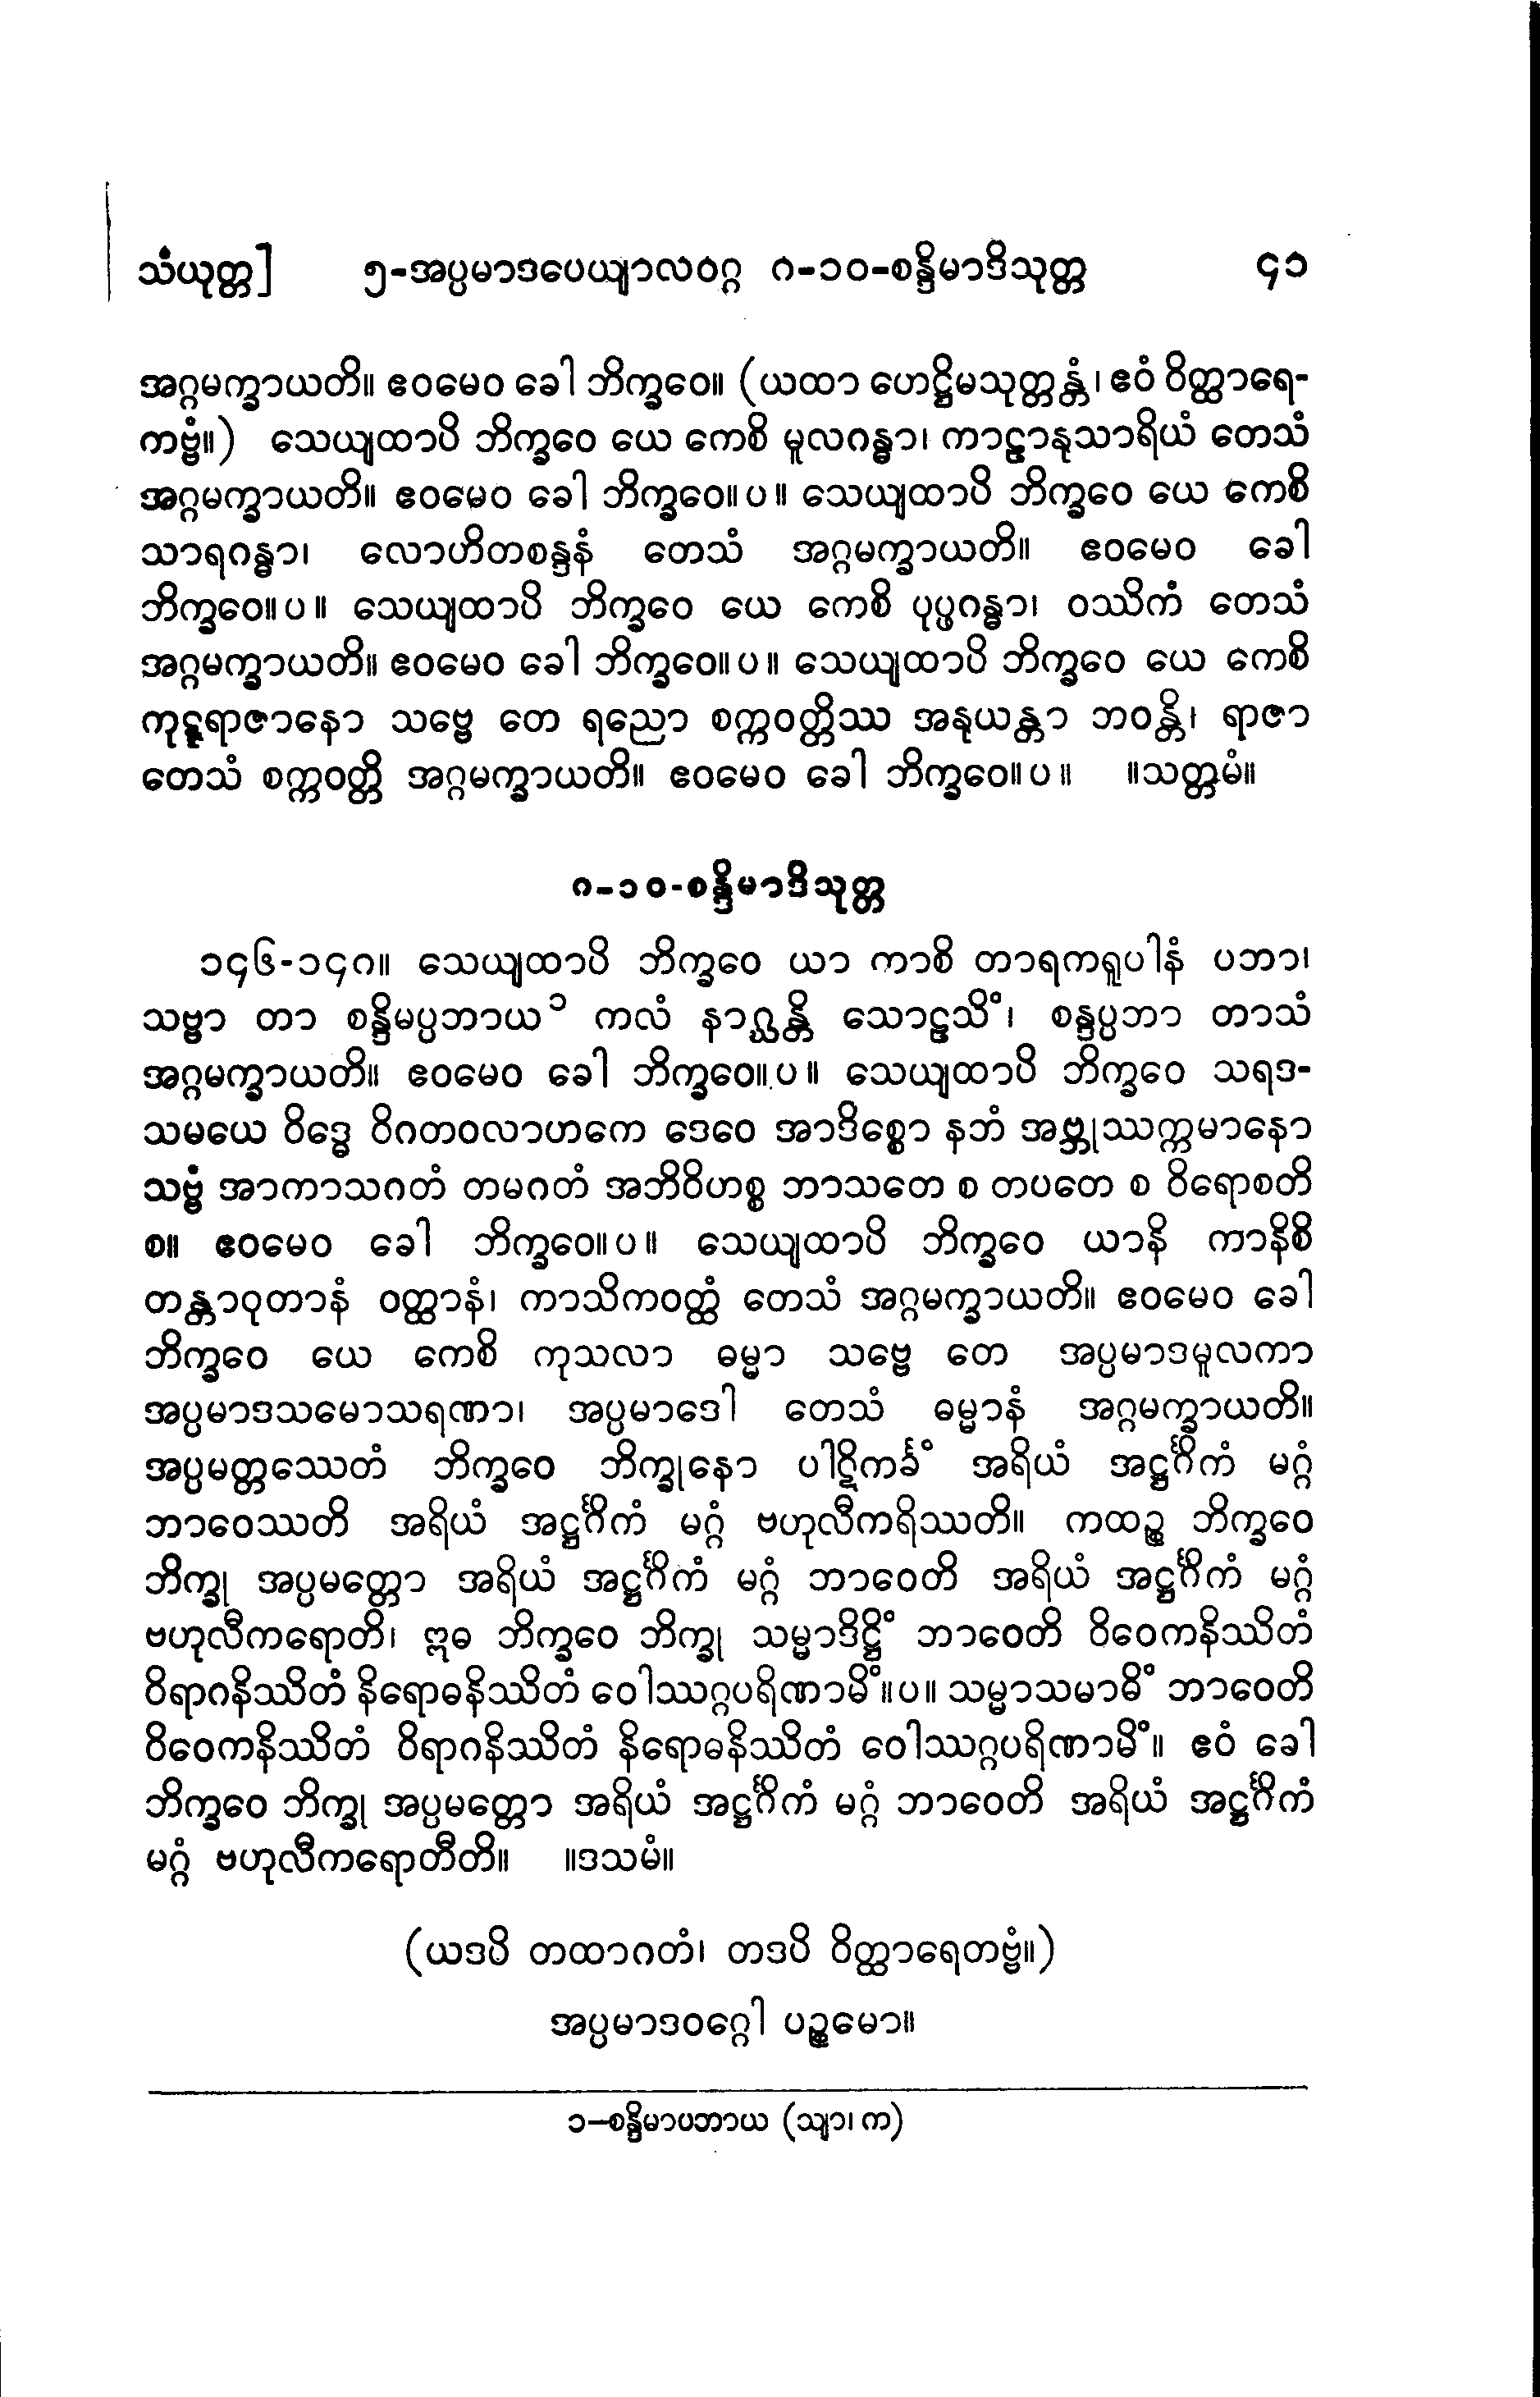 သံယုတ္တ] ၅-အပ္ပမာဒပေယျာလဝဂ္ဂ ဂ-၁၀-စန္ဒိမာဒိသုတ္တ ၄၁
အဂ္ဂမက္ခာယတိ။ ဧဝမေဝ ခေါ ဘိက္ခဝေ။ (ယထာ ဟေဋ္ဌိမသုတ္တန္တံ၊ ဧဝံ ဝိတ္ထာရေ-
ကဗ္ဗံ။) သေယျထာပိ ဘိက္ခဝေ ယေ ကေစိ မူလဂန္ဓာ၊ ကာဠာနုသာရိယံ တေသံ
အဂ္ဂမက္ခာယတိ။ ဧဝမေဝ ခေါ ဘိက္ခဝေ။ပ။ သေယျထာပိ ဘိက္ခဝေ ယေ ကေစိ
သာရဂန္ဓာ၊ လောဟိတစန္ဒနံ တေသံ အဂ္ဂမက္ခာယတိ။ ဧဝမေဝ ခေါ
ဘိက္ခဝေ။ပ။ သေယျထာပိ ဘိက္ခဝေ ယေ ကေစိ ပုပ္ဖဂန္ဓာ၊ ဝဿိကံ တေသံ
အဂ္ဂမက္ခာယတိ။ ဧဝမေဝ ခေါ ဘိက္ခဝေ။ပ။ သေယျထာပိ ဘိက္ခဝေ ယေ ကေစိ
ကုဋ္ဋရာဇာနော သဗ္ဗေ တေ ရညော စက္ကဝတ္တိဿ အနုယန္တာ ဘဝန္တိ၊ ရာဇာ
တေသံ စက္ကဝတ္တိ အဂ္ဂမက္ခာယတိ။ ဧဝမေဝ ခေါ ဘိက္ခဝေ။ပ။ ။သတ္တမံ။
ဂ-၁၀-စန္ဒိမာဒိသုတ္တ
၁၄၆-၁၄ဂ။ သေယျထာပိ ဘိက္ခဝေ ယာ ကာစိ တာရကရူပါနံ ပဘာ၊
သဗ္ဗာ တာ စန္ဒိမပ္ပဘာယ၁ ကလံ နာဂ္ဃန္တိ သောဠသိံ၊ စန္ဒပ္ပဘာ တာသံ
အဂ္ဂမက္ခာယတိ။ ဧဝမေဝ ခေါ ဘိက္ခဝေ။ပ။ သေယျထာပိ ဘိက္ခဝေ သရဒ-
သမယေ ဝိဒ္ဓေ ဝိဂတဝလာဟကေ ဒေဝေ အာဒိစ္စော နဘံ အဗ္ဘုဿက္ကမာနော
သဗ္ဗံ အာကာသဂတံ တမဂတံ အဘိဝိဟစ္စ ဘာသတေ စ တပတေ စ ဝိရောစတိ
စ။ ဧဝမေဝ ခေါ ဘိက္ခဝေ။ပ။ သေယျထာပိ ဘိက္ခဝေ ယာနိ ကာနိစိ
တန္တာဝုတာနံ ဝတ္ထာနံ၊ ကာသိကဝတ္ထံ တေသံ အဂ္ဂမက္ခာယတိ။ ဧဝမေဝ ခေါ
ဘိက္ခဝေ ယေ ကေစိ ကုသလာ ဓမ္မာ သဗ္ဗေ တေ အပ္ပမာဒမူလကာ
အပ္ပမာဒသမောသရဏာ၊ အပ္ပမာဒေါ တေသံ ဓမ္မာနံ အဂ္ဂမက္ခာယတိ။
အပ္ပမတ္တဿေတံ ဘိက္ခဝေ ဘိက္ခုနော ပါဋိကင်္ခံ အရိယံ အဋ္ဌင်္ဂိကံ မဂ္ဂံ
ဘာဝေဿတိ အရိယံ အဋ္ဌင်္ဂိကံ မဂ္ဂံ ဗဟုလီကရိဿတိ။ ကထဉ္စ ဘိက္ခဝေ
ဘိက္ခု အပ္ပမတ္တော အရိယံ အဋ္ဌင်္ဂိကံ မဂ္ဂံ ဘာဝေတိ အရိယံ အဋ္ဌင်္ဂိကံ မဂ္ဂံ
ဗဟုလီကရောတိ၊ ဣဓ ဘိက္ခဝေ ဘိက္ခု သမ္မာဒိဋ္ဌိံ ဘာဝေတိ ဝိဝေကနိဿိတံ
ဝိရာဂနိဿိတံ နိရောဓနိဿိတံ ဝေါဿဂ္ဂပရိဏာမိံ။ပ။ သမ္မာသမာဓိံ ဘာဝေတိ
ဝိဝေကနိဿိတံ ဝိရာဂနိဿိတံ နိရောဓနိဿိတံ ဝေါဿဂ္ဂပရိဏာမိံ။ ဧဝံ ခေါ
ဘိက္ခဝေ ဘိက္ခု အပ္ပမတ္တော အရိယံ အဋ္ဌင်္ဂိကံ မဂ္ဂံ ဘာဝေတိ အရိယံ အဋ္ဌင်္ဂိကံ
မဂ္ဂံ ဗဟုလီကရောတီတိ။ ။ဒသမံ။
(ယဒပိ တထာဂတံ၊ တဒပိ ဝိတ္ထာရေတဗ္ဗံ။)
အပ္ပမာဒဝဂ္ဂေါ ပဉ္စမော။
၁–စန္ဒိမာပဘာယ (သျာ၊ က)